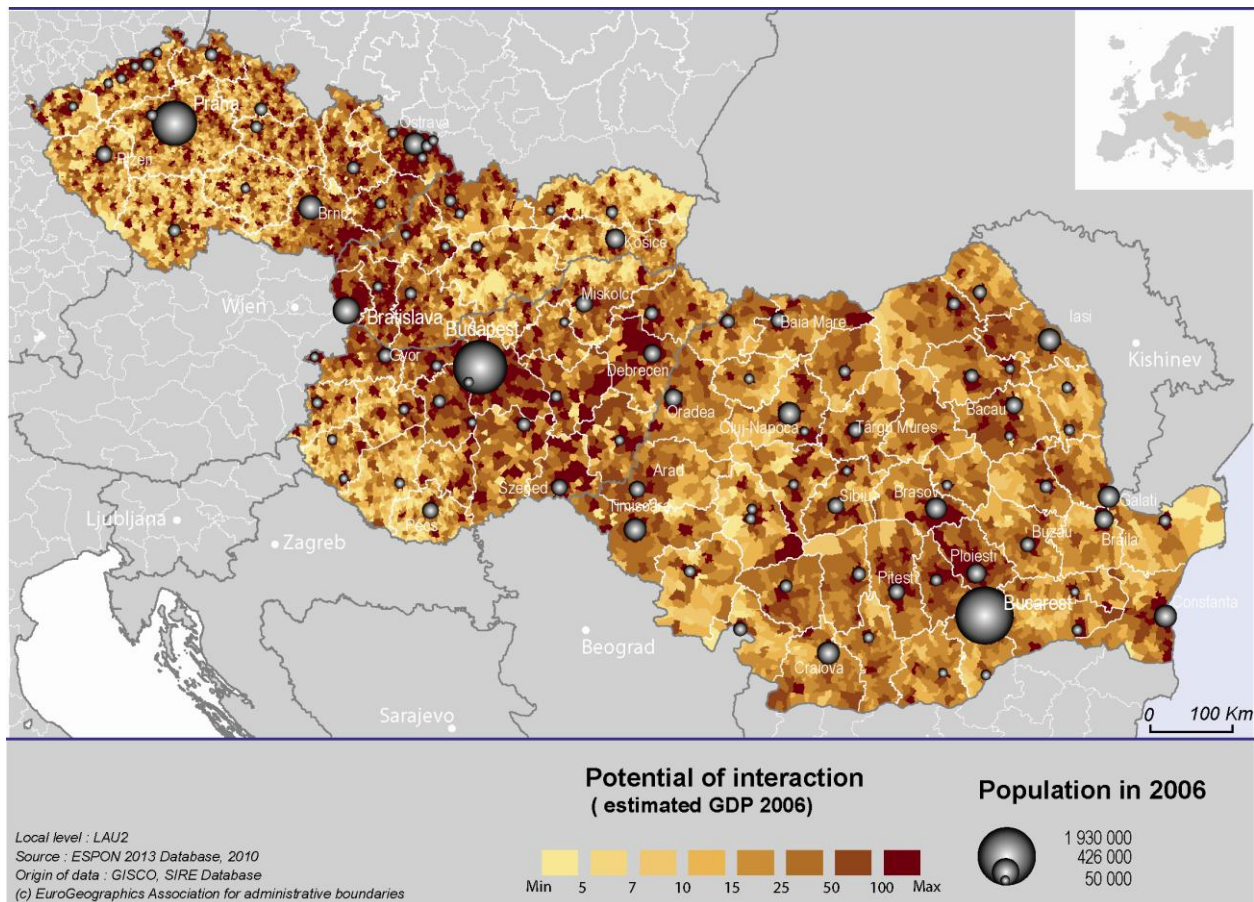 Praha
Ostrava
Plzen
Brno
Košice
Wien
Bratislava
Miskolc
Budapest
Baia Mare
Iasi
Gyor
Kishinev
Debrecen
Oradea
Cluj-Napoca
Bacau
Târgu Mures
Arad
Szeged
Timisoara
Sibiu
Brasov
Galati
Pecs
Ljubljana
Zagreb
Buzau
Braila
Ploiesti
Pitesti
Bucarest
Constanta
Beograd
Craiova
Sarajevo
0 100 Km
Potential of interaction
( estimated GDP 2006)
Min 5 7 10 15 25 50 100 Max
Population in 2006
1 930 000
426 000
50 000
Local level : LAU2
Source : ESPON 2013 Database, 2010
Origin of data : GISCO, SIRE Database
(c) EuroGeographics Association for administrative boundaries